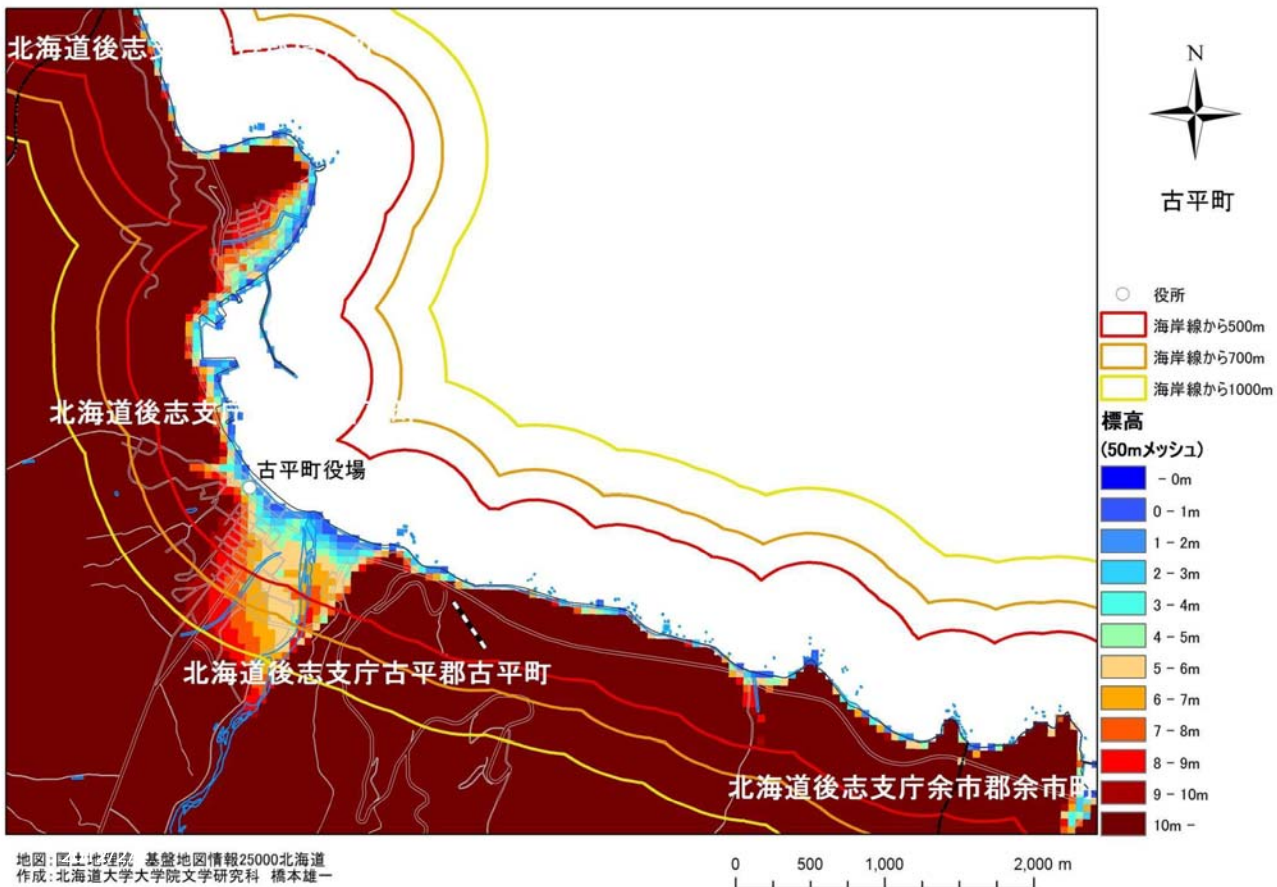 北海道後志支
N
古平町
役所
海岸線から500m
海岸線から700m
海岸線から1000m
標高
(50mメッシュ)
- 0m
0 - 1m
1 - 2m
2 - 3m
3 - 4m
4 - 5m
5 - 6m
6 - 7m
7 - 8m
8 - 9m
9 - 10m
10m -
北海道後志支
古平町役場
北海道後志支庁古平郡古平町
北海道後志支庁余市郡余市町
地図: 基盤地図情報25000北海道
作成:北海道大学大学院文学研究科 橋本雄一
0 500 1,000 2,000 m